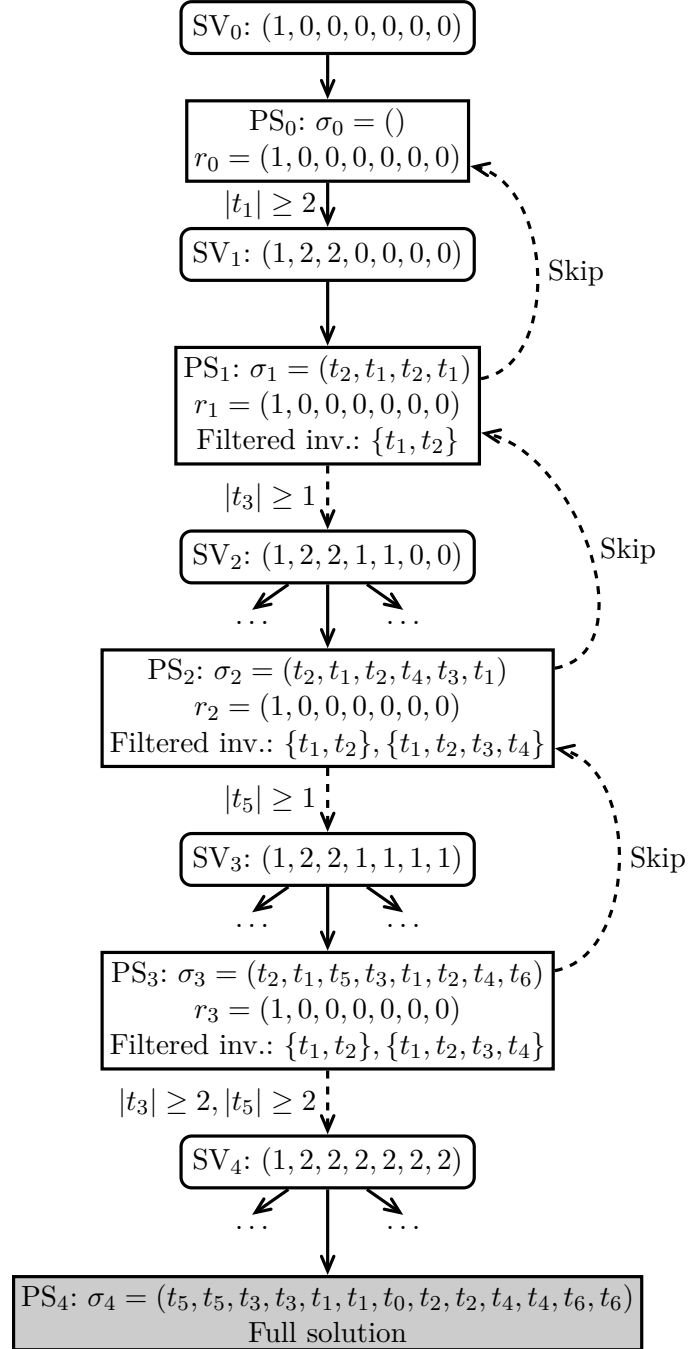 SV₀: (1, 0, 0, 0, 0, 0, 0)
PS₀: σ₀ = ()
r₀ = (1, 0, 0, 0, 0, 0, 0)
|t₁| ≥ 2
Skip
SV₁: (1, 2, 2, 0, 0, 0, 0)
PS₁: σ₁ = (t₂, t₁, t₂, t₁)
r₁ = (1, 0, 0, 0, 0, 0, 0)
Filtered inv.: {t₁, t₂}
|t₃| ≥ 1
Skip
SV₂: (1, 2, 2, 1, 1, 0, 0)
... ...
PS₂: σ₂ = (t₂, t₁, t₂, t₄, t₃, t₁)
r₂ = (1, 0, 0, 0, 0, 0, 0)
Filtered inv.: {t₁, t₂}, {t₁, t₂, t₃, t₄}
|t₅| ≥ 1
Skip
SV₃: (1, 2, 2, 1, 1, 1, 1)
... ...
PS₃: σ₃ = (t₂, t₁, t₅, t₃, t₁, t₂, t₄, t₆)
r₃ = (1, 0, 0, 0, 0, 0, 0)
Filtered inv.: {t₁, t₂}, {t₁, t₂, t₃, t₄}
|t₃| ≥ 2, |t₅| ≥ 2
SV₄: (1, 2, 2, 2, 2, 2, 2)
... ...
PS₄: σ₄ = (t₅, t₅, t₃, t₃, t₁, t₁, t₀, t₂, t₂, t₄, t₄, t₆, t₆)
Full solution